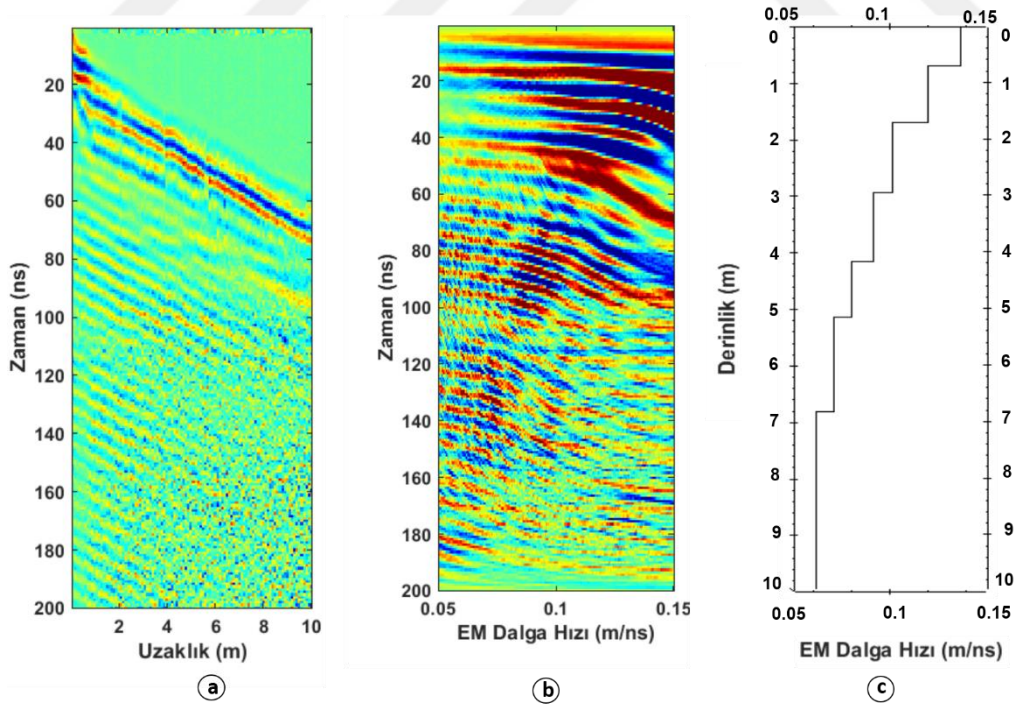 20
40
60
80
100
120
140
160
180
200
Zaman (ns)
2 4 6 8 10
Uzaklık (m)
a
20
40
60
80
100
120
140
160
180
200
Zaman (ns)
0.05 0.1 0.15
EM Dalga Hızı (m/ns)
b
0.05 0.1 0.15
0 0
1 1
2 2
3 3
4 4
5 5
6 6
7 7
8 8
9 9
10 10
Derinlik (m)
0.05 0.1 0.15
EM Dalga Hızı (m/ns)
c